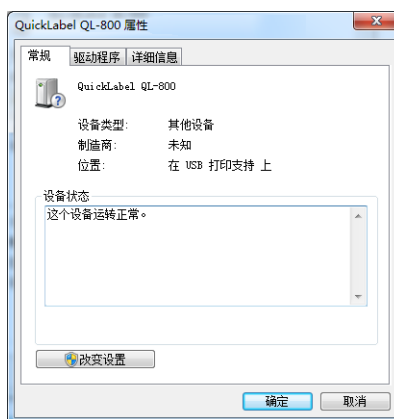 QuickLabel QL-800 属性
常规 驱动程序 详细信息
QuickLabel QL-800
设备类型: 其他设备
制造商: 未知
位置: 在 USB 打印支持 上
设备状态
这个设备运转正常。
改变设置
确定 取消